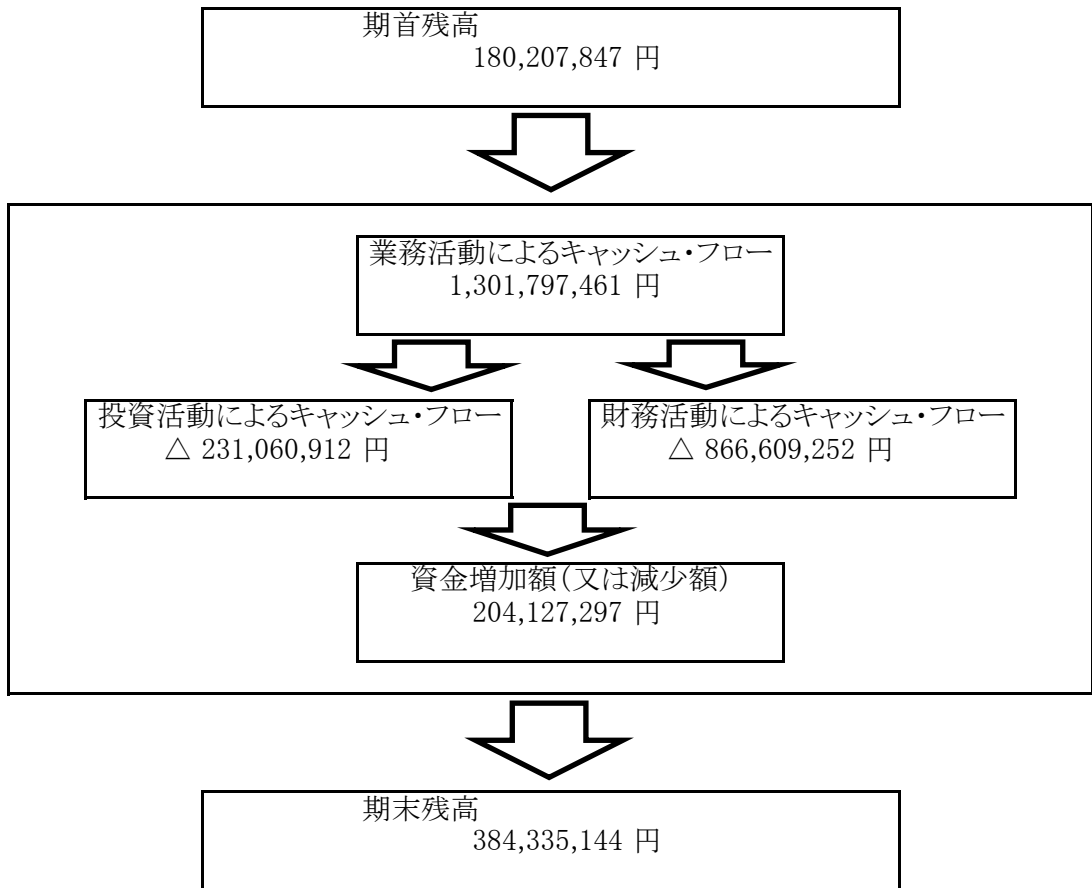 期首残高
180,207,847 円
業務活動によるキャッシュ・フロー
1,301,797,461 円
投資活動によるキャッシュ・フロー
△ 231,060,912 円
財務活動によるキャッシュ・フロー
△ 866,609,252 円
資金増加額(又は減少額)
204,127,297 円
期末残高
384,335,144 円